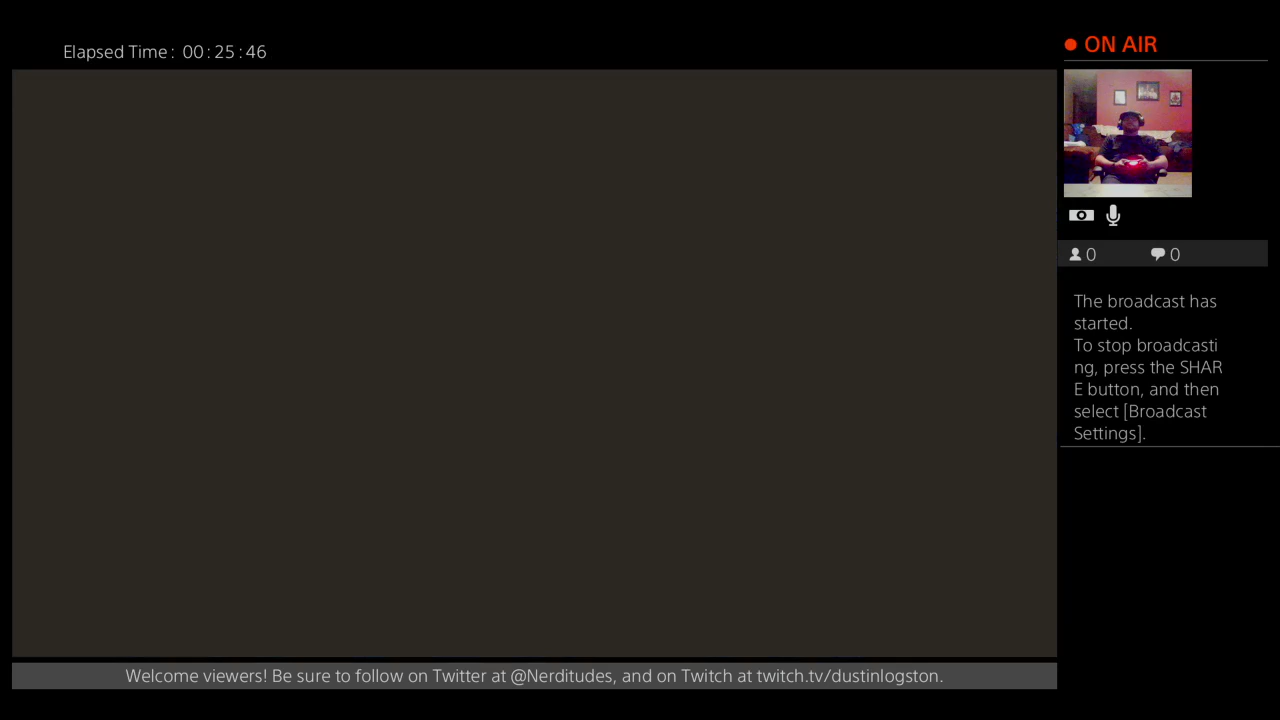 Elapsed Time: 00:25:46
ON AIR
0
0
The broadcast has
started.
To stop broadcasti
ng, press the SHAR
E button, and then
select [Broadcast
Settings].
Welcome viewers! Be sure to follow on Twitter at @Nerditudes, and on Twitch at twitch.tv/dustinlogston.